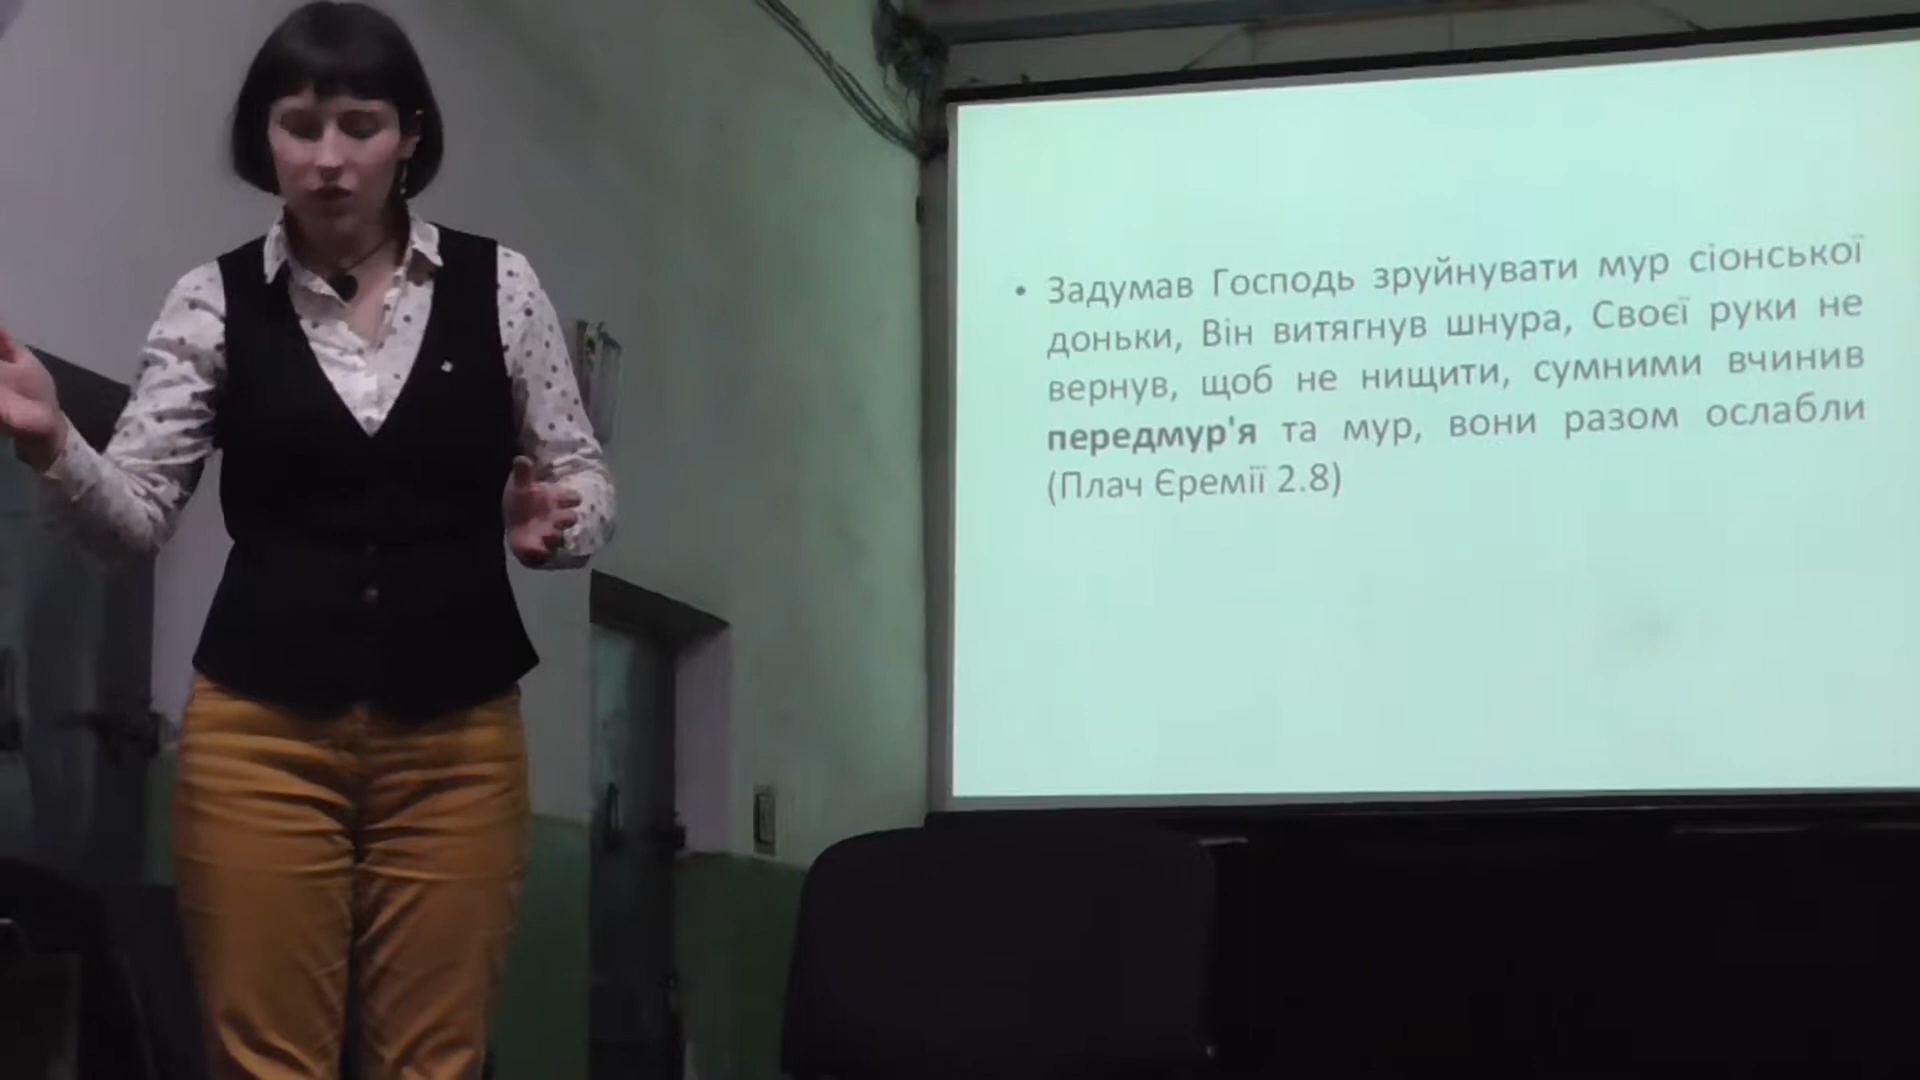 • Задумав Господь зруйнувати мур сіонської
доньки, Він витягнув шнура, Своєї руки не
вернув, щоб не нищити, сумними вчинив
передмур'я та мур, вони разом ослабли
(Плач Єремії 2.8)